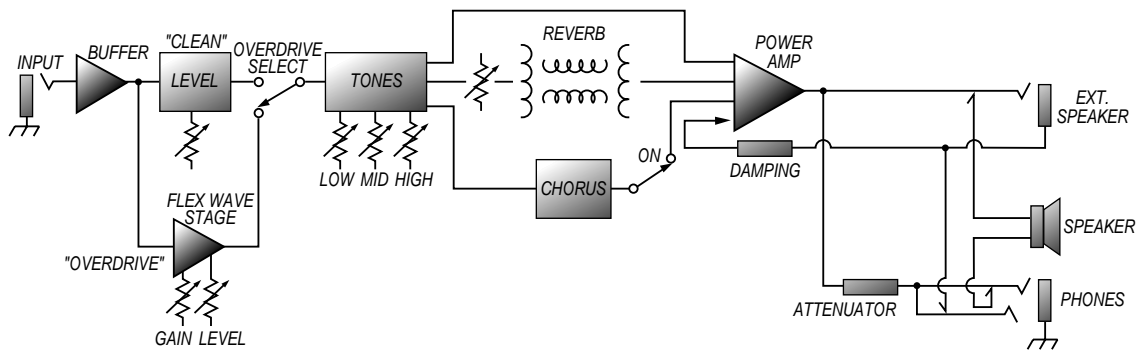 INPUT
BUFFER
"CLEAN"
LEVEL
OVERDRIVE
SELECT
TONES
LOW MID HIGH
FLEX WAVE
STAGE
"OVERDRIVE"
GAIN LEVEL
REVERB
CHORUS
ON
POWER
AMP
DAMPING
ATTENUATOR
EXT.
SPEAKER
SPEAKER
PHONES